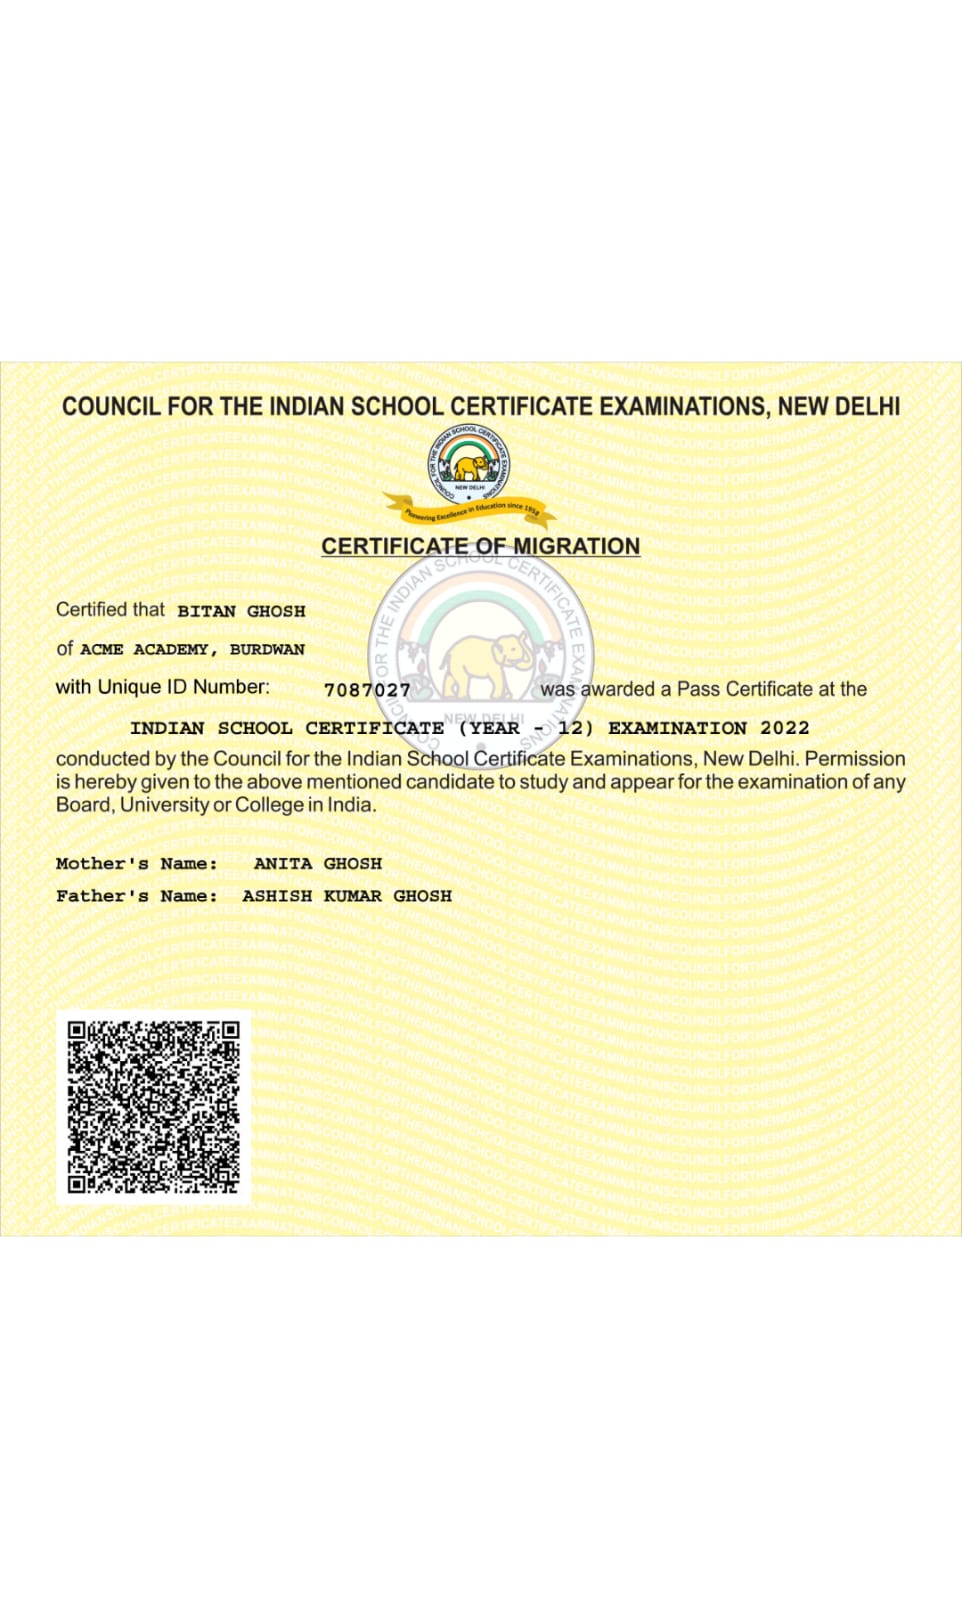 COUNCIL FOR THE INDIAN SCHOOL CERTIFICATE EXAMINATIONS, NEW DELHI
COUNCIL FOR THE INDIAN SCHOOL CERTIFICATE EXAMINATIONS
NEW DELHI
Pioneering Excellence in Education since 1958
CERTIFICATE OF MIGRATION
COUNCIL FOR THE INDIAN SCHOOL CERTIFICATE EXAMINATIONS
NEW DELHI
Certified that BITAN GHOSH
of ACME ACADEMY, BURDWAN
with Unique ID Number: 7087027 was awarded a Pass Certificate at the
INDIAN SCHOOL CERTIFICATE (YEAR - 12) EXAMINATION 2022
conducted by the Council for the Indian School Certificate Examinations, New Delhi. Permission
is hereby given to the above mentioned candidate to study and appear for the examination of any
Board, University or College in India.
Mother's Name: ANITA GHOSH
Father's Name: ASHISH KUMAR GHOSH